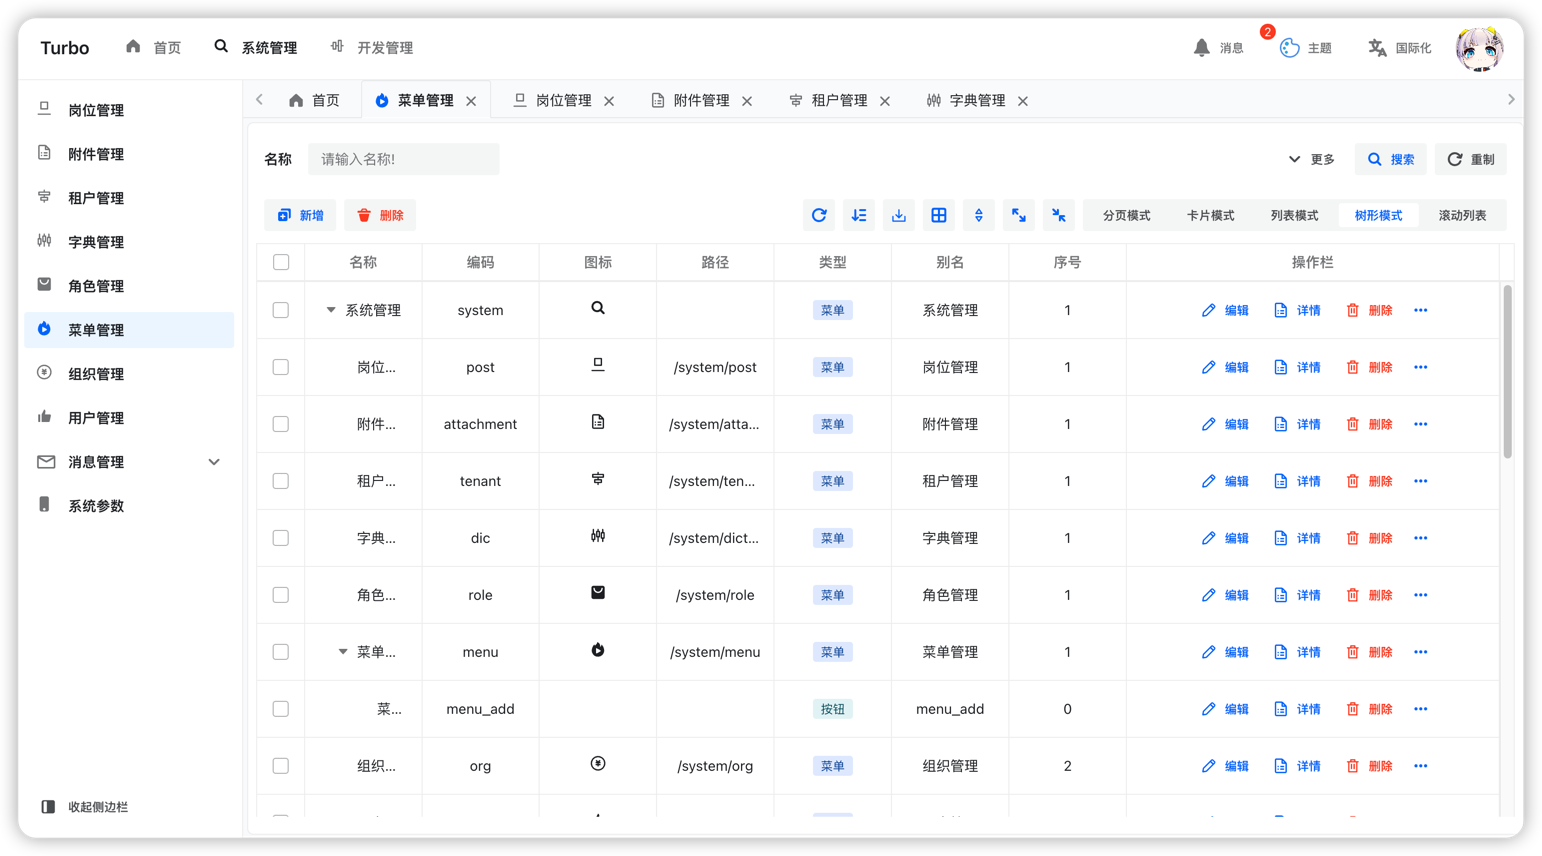 Turbo 首页 系统管理 开发管理 消息 2 主题 国际化
岗位管理
附件管理
租户管理
字典管理
角色管理
菜单管理
组织管理
用户管理
消息管理
系统参数
收起侧边栏
首页 菜单管理 岗位管理 附件管理 租户管理 字典管理
名称 请输入名称! 更多 搜索 重制
新增 删除 分页模式 卡片模式 列表模式 树形模式 滚动列表
名称 编码 图标 路径 类型 别名 序号 操作栏
系统管理 system 菜单 系统管理 1 编辑 详情 删除
岗位... post /system/post 菜单 岗位管理 1 编辑 详情 删除
附件... attachment /system/atta... 菜单 附件管理 1 编辑 详情 删除
租户... tenant /system/ten... 菜单 租户管理 1 编辑 详情 删除
字典... dic /system/dict... 菜单 字典管理 1 编辑 详情 删除
角色... role /system/role 菜单 角色管理 1 编辑 详情 删除
菜单... menu /system/menu 菜单 菜单管理 1 编辑 详情 删除
菜... menu_add 按钮 menu_add 0 编辑 详情 删除
组织... org /system/org 菜单 组织管理 2 编辑 详情 删除